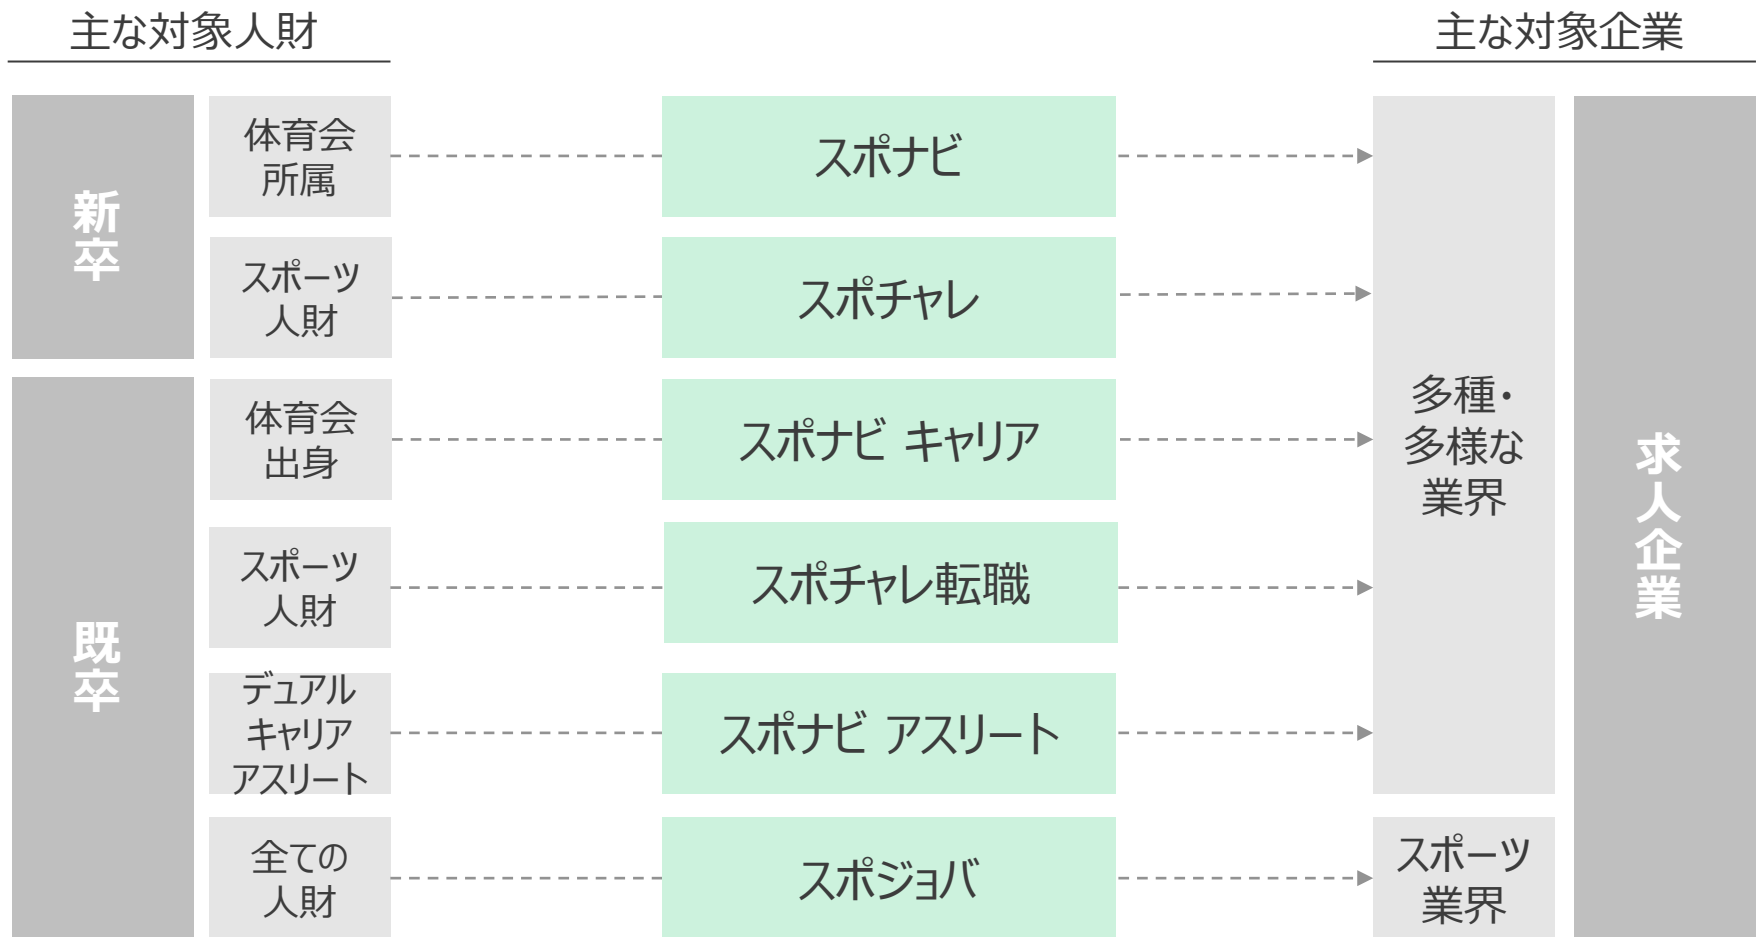 主な対象人財
主な対象企業
新卒
体育会
所属
スポナビ
スポーツ
人財
スポチャレ
既卒
体育会
出身
スポナビ キャリア
スポーツ
人財
スポチャレ転職
デュアル
キャリア
アスリート
スポナビ アスリート
全ての
人財
スポジョバ
多種・
多様な
業界
スポーツ
業界
求人企業